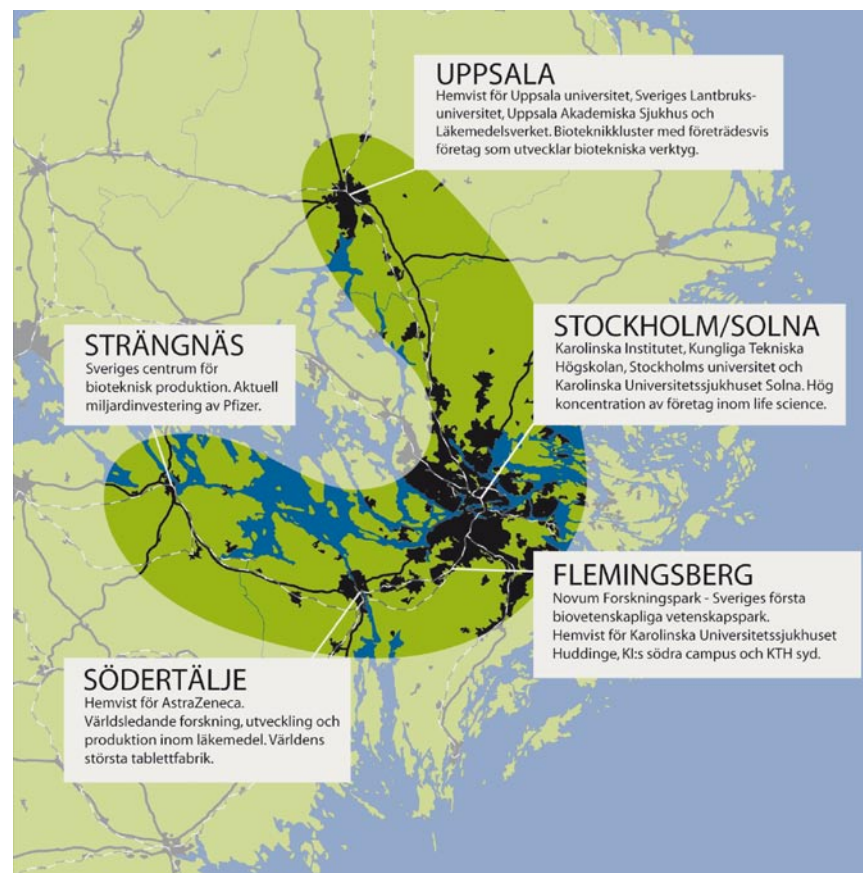 UPPSALA
Hemvist för Uppsala universitet, Sveriges Lantbruks-
universitet, Uppsala Akademiska Sjukhus och
Läkemedelsverket. Bioteknikkluster med företrädesvis
företag som utvecklar biotekniska verktyg.
STRÄNGNÄS
Sveriges centrum för
bioteknisk produktion. Aktuell
miljardinvestering av Pfizer.
STOCKHOLM/SOLNA
Karolinska Institutet, Kungliga Tekniska
Högskolan, Stockholms universitet och
Karolinska Universitetssjukhuset Solna. Hög
koncentration av företag inom life science.
FLEMINGSBERG
Novum Forskningspark - Sveriges första
biovetenskapliga vetenskapspark.
Hemvist för Karolinska Universitetssjukhuset
Huddinge, KI:s södra campus och KTH syd.
SÖDERTÄLJE
Hemvist för AstraZeneca.
Världsledande forskning, utveckling och
produktion inom läkemedel. Världens
största tablettfabrik.